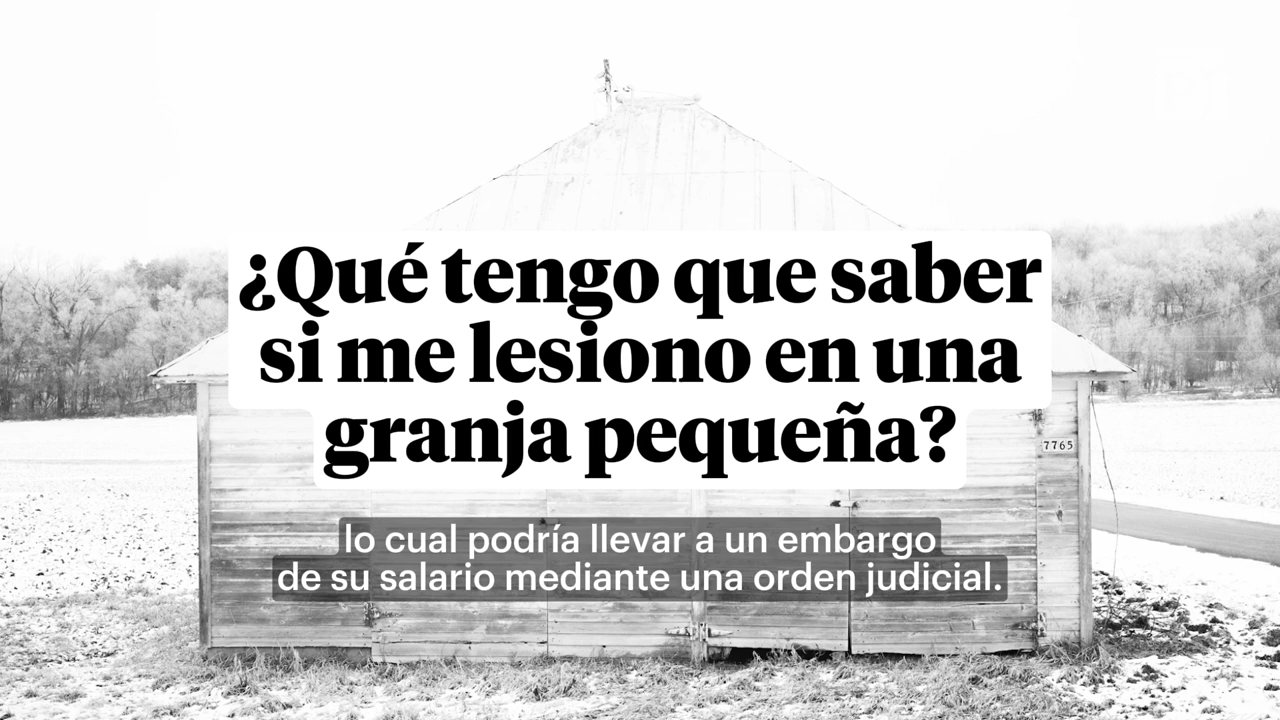 ¿Qué tengo que saber
si me lesiono en una
granja pequeña?
7765
lo cual podría llevar a un embargo
de su salario mediante una orden judicial.